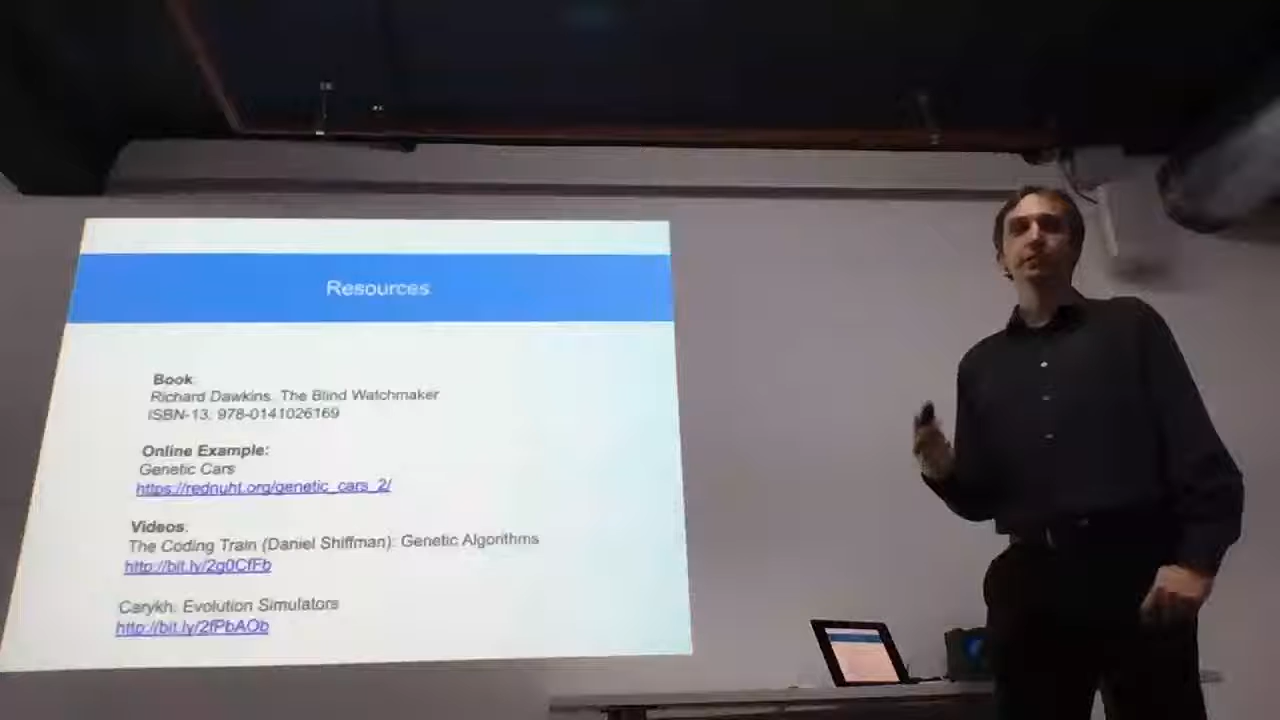 Resources
Book
Richard Dawkins. The Blind Watchmaker
ISBN-13: 978-0141026169
Online Example:
Genetic Cars
https://rednuht.org/genetic_cars_2/
Videos:
The Coding Train (Daniel Shiffman): Genetic Algorithms
http://bit.ly/2g0CfFb
Carykh: Evolution Simulators
http://bit.ly/2fPbAOb